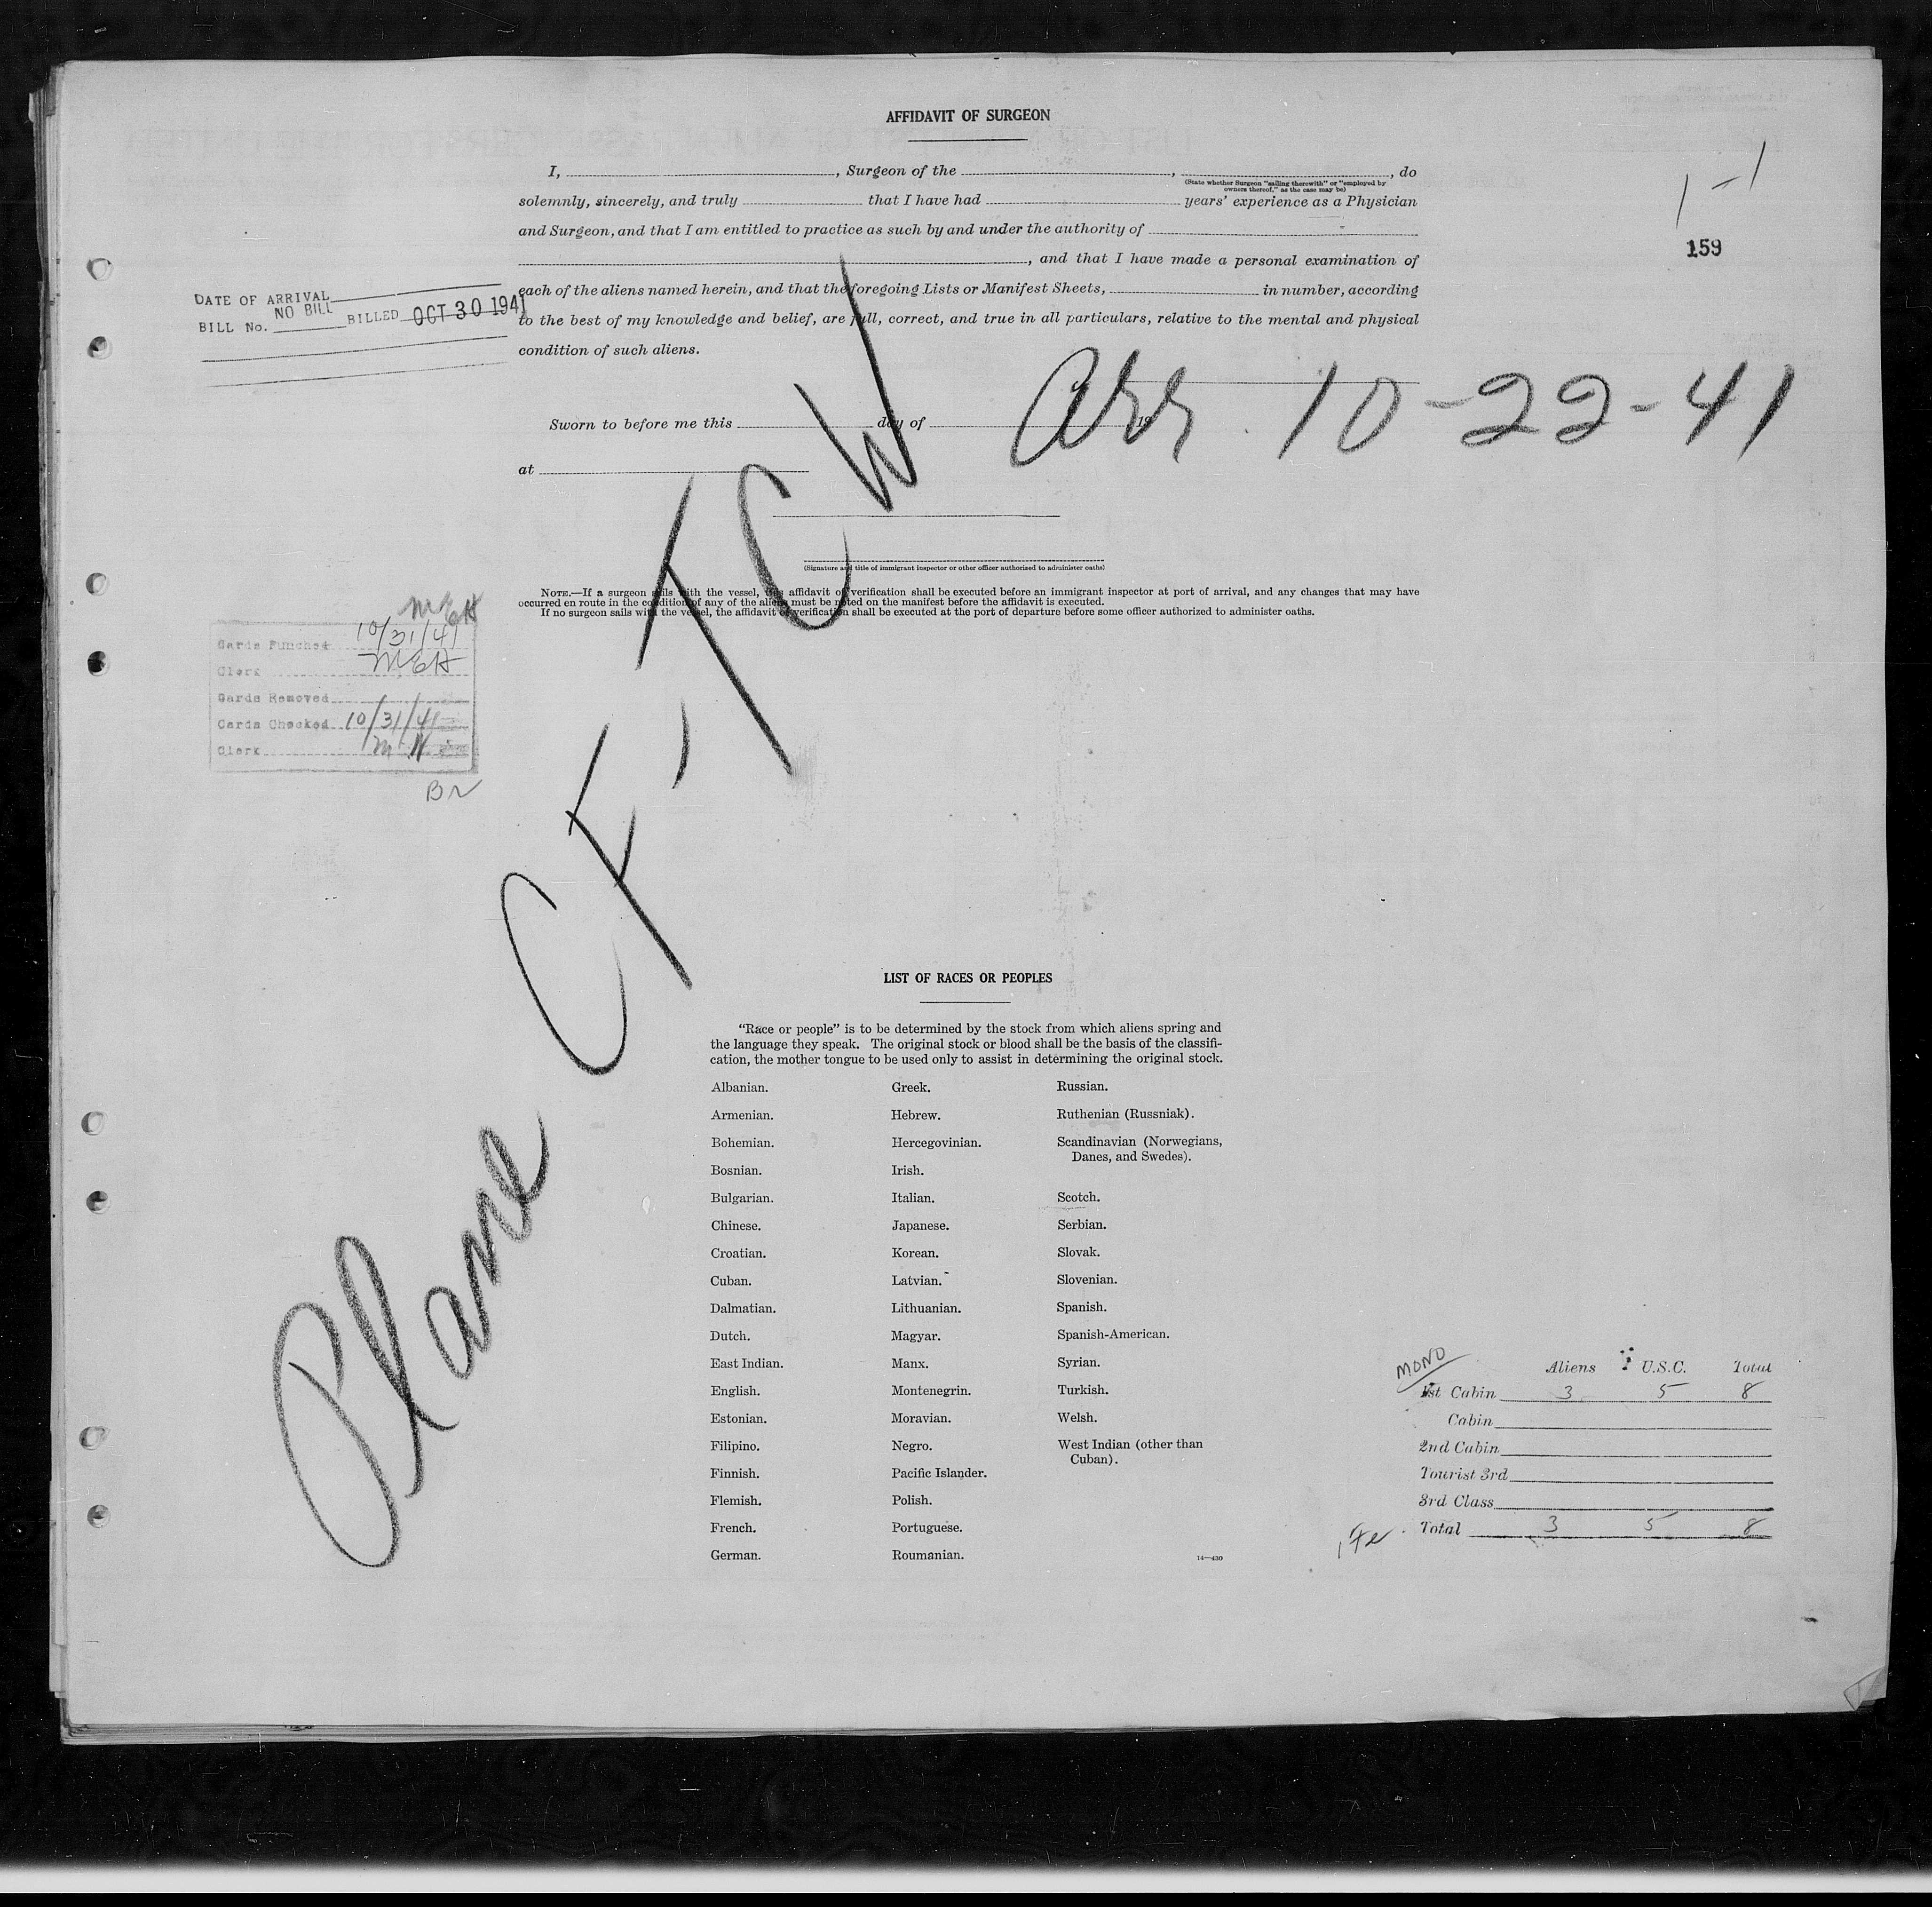 AFFIDAVIT OF SURGEON
1-1
I, , Surgeon of the , , do
(State whether Surgeon "sailing therewith" or "employed by
owners thereof," as the case may be)
solemnly, sincerely, and truly that I have had years' experience as a Physician
and Surgeon, and that I am entitled to practice as such by and under the authority of
159
, and that I have made a personal examination of
each of the aliens named herein, and that the foregoing Lists or Manifest Sheets, in number, according
to the best of my knowledge and belief, are full, correct, and true in all particulars, relative to the mental and physical
condition of such aliens.
DATE OF ARRIVAL
BILL No. NO BILL BILLED OCT 30 1941
Arr. 10-22-41
Sworn to before me this day of 19
at
(Signature and title of immigrant inspector or other officer authorized to administer oaths)
NOTE.—If a surgeon sails with the vessel, this affidavit of verification shall be executed before an immigrant inspector at port of arrival, and any changes that may have
occurred en route in the condition of any of the aliens must be noted on the manifest before the affidavit is executed.
If no surgeon sails with the vessel, the affidavit of verification shall be executed at the port of departure before some officer authorized to administer oaths.
MEH
Cards Punched 10/31/41
Clerk MEH
Cards Removed
Cards Checked 10/31/41
Clerk
Plane CF-TCW
LIST OF RACES OR PEOPLES
"Race or people" is to be determined by the stock from which aliens spring and
the language they speak. The original stock or blood shall be the basis of the classifi-
cation, the mother tongue to be used only to assist in determining the original stock.
Albanian.
Armenian.
Bohemian.
Bosnian.
Bulgarian.
Chinese.
Croatian.
Cuban.
Dalmatian.
Dutch.
East Indian.
English.
Estonian.
Filipino.
Finnish.
Flemish.
French.
German.
Greek.
Hebrew.
Hercegovinian.
Irish.
Italian.
Japanese.
Korean.
Latvian.
Lithuanian.
Magyar.
Manx.
Montenegrin.
Moravian.
Negro.
Pacific Islander.
Polish.
Portuguese.
Roumanian.
Russian.
Ruthenian (Russniak).
Scandinavian (Norwegians,
Danes, and Swedes).
Scotch.
Serbian.
Slovak.
Slovenian.
Spanish.
Spanish-American.
Syrian.
Turkish.
Welsh.
West Indian (other than
Cuban).
14—430
MONO
Aliens U.S.C. Total
1st Cabin 3 5 8
Cabin
2nd Cabin
Tourist 3rd
3rd Class
Total 3 5 8